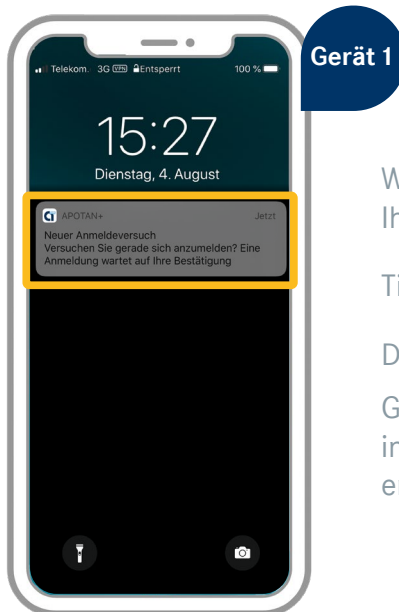 Gerät 1
Telekom. 3G VPN Entsperrt 100 %
15:27
Dienstag, 4. August
APOTAN+ Jetzt
Neuer Anmeldeversuch
Versuchen Sie gerade sich anzumelden? Eine
Anmeldung wartet auf Ihre Bestätigung